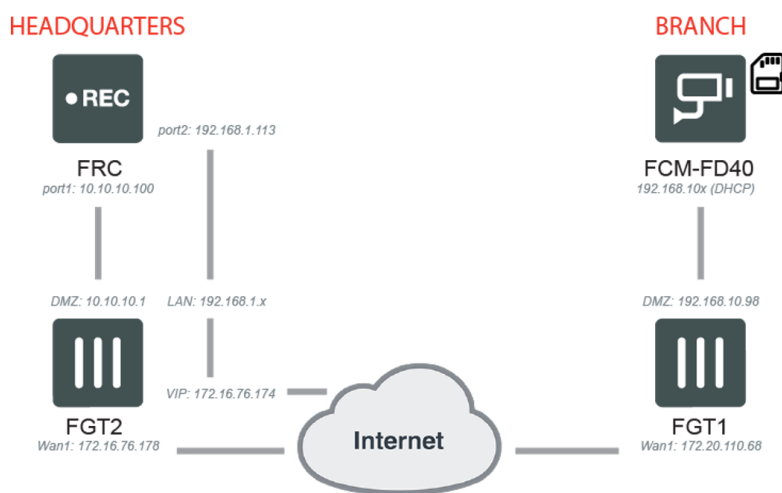 HEADQUARTERS
BRANCH
REC
port2: 192.168.1.113
FRC
port1: 10.10.10.100
FCM-FD40
192.168.10x (DHCP)
DMZ: 10.10.10.1
LAN: 192.168.1.x
DMZ: 192.168.10.98
VIP: 172.16.76.174
FGT2
Wan1: 172.16.76.178
Internet
FGT1
Wan1: 172.20.110.68